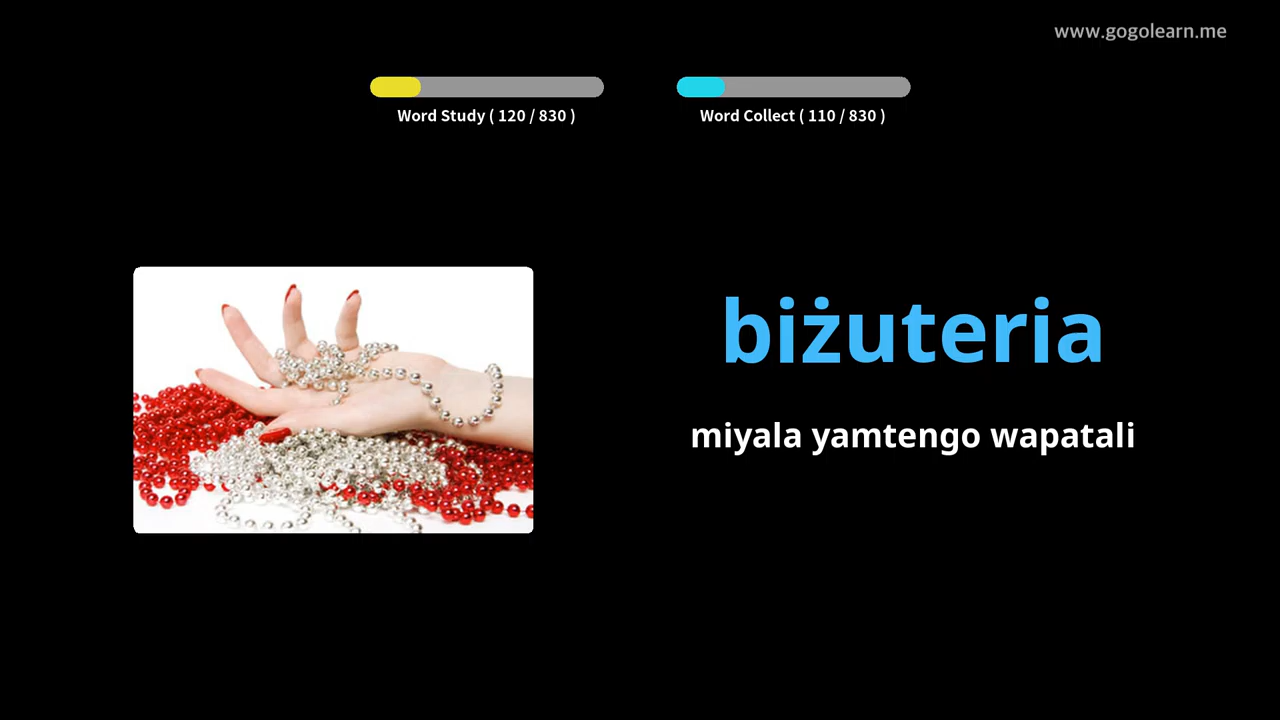 www.gogolearn.me
Word Study ( 120 / 830 )
Word Collect ( 110 / 830 )
biżuteria
miyala yamtengo wapatali